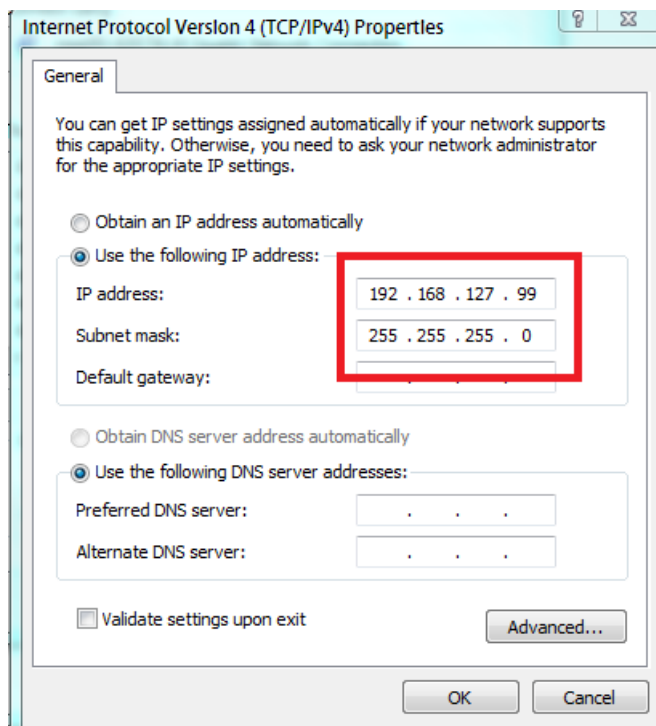 Internet Protocol Version 4 (TCP/IPv4) Properties
General
You can get IP settings assigned automatically if your network supports
this capability. Otherwise, you need to ask your network administrator
for the appropriate IP settings.
Obtain an IP address automatically
Use the following IP address:
IP address: 192 . 168 . 127 . 99
Subnet mask: 255 . 255 . 255 . 0
Default gateway: . . .
Obtain DNS server address automatically
Use the following DNS server addresses:
Preferred DNS server: . . .
Alternate DNS server: . . .
Validate settings upon exit
Advanced...
OK Cancel